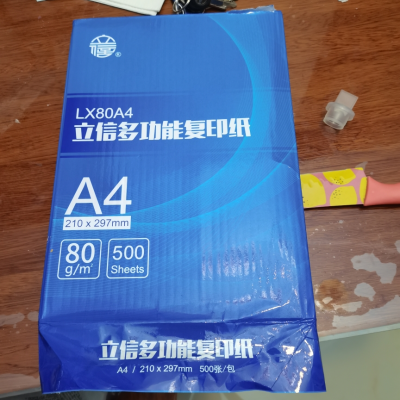 ®
LX80A4
立信多功能复印纸
A4
210 x 297mm
80 g/m²
500 Sheets
立信多功能复印纸
A4 / 210 x 297mm 500张/包